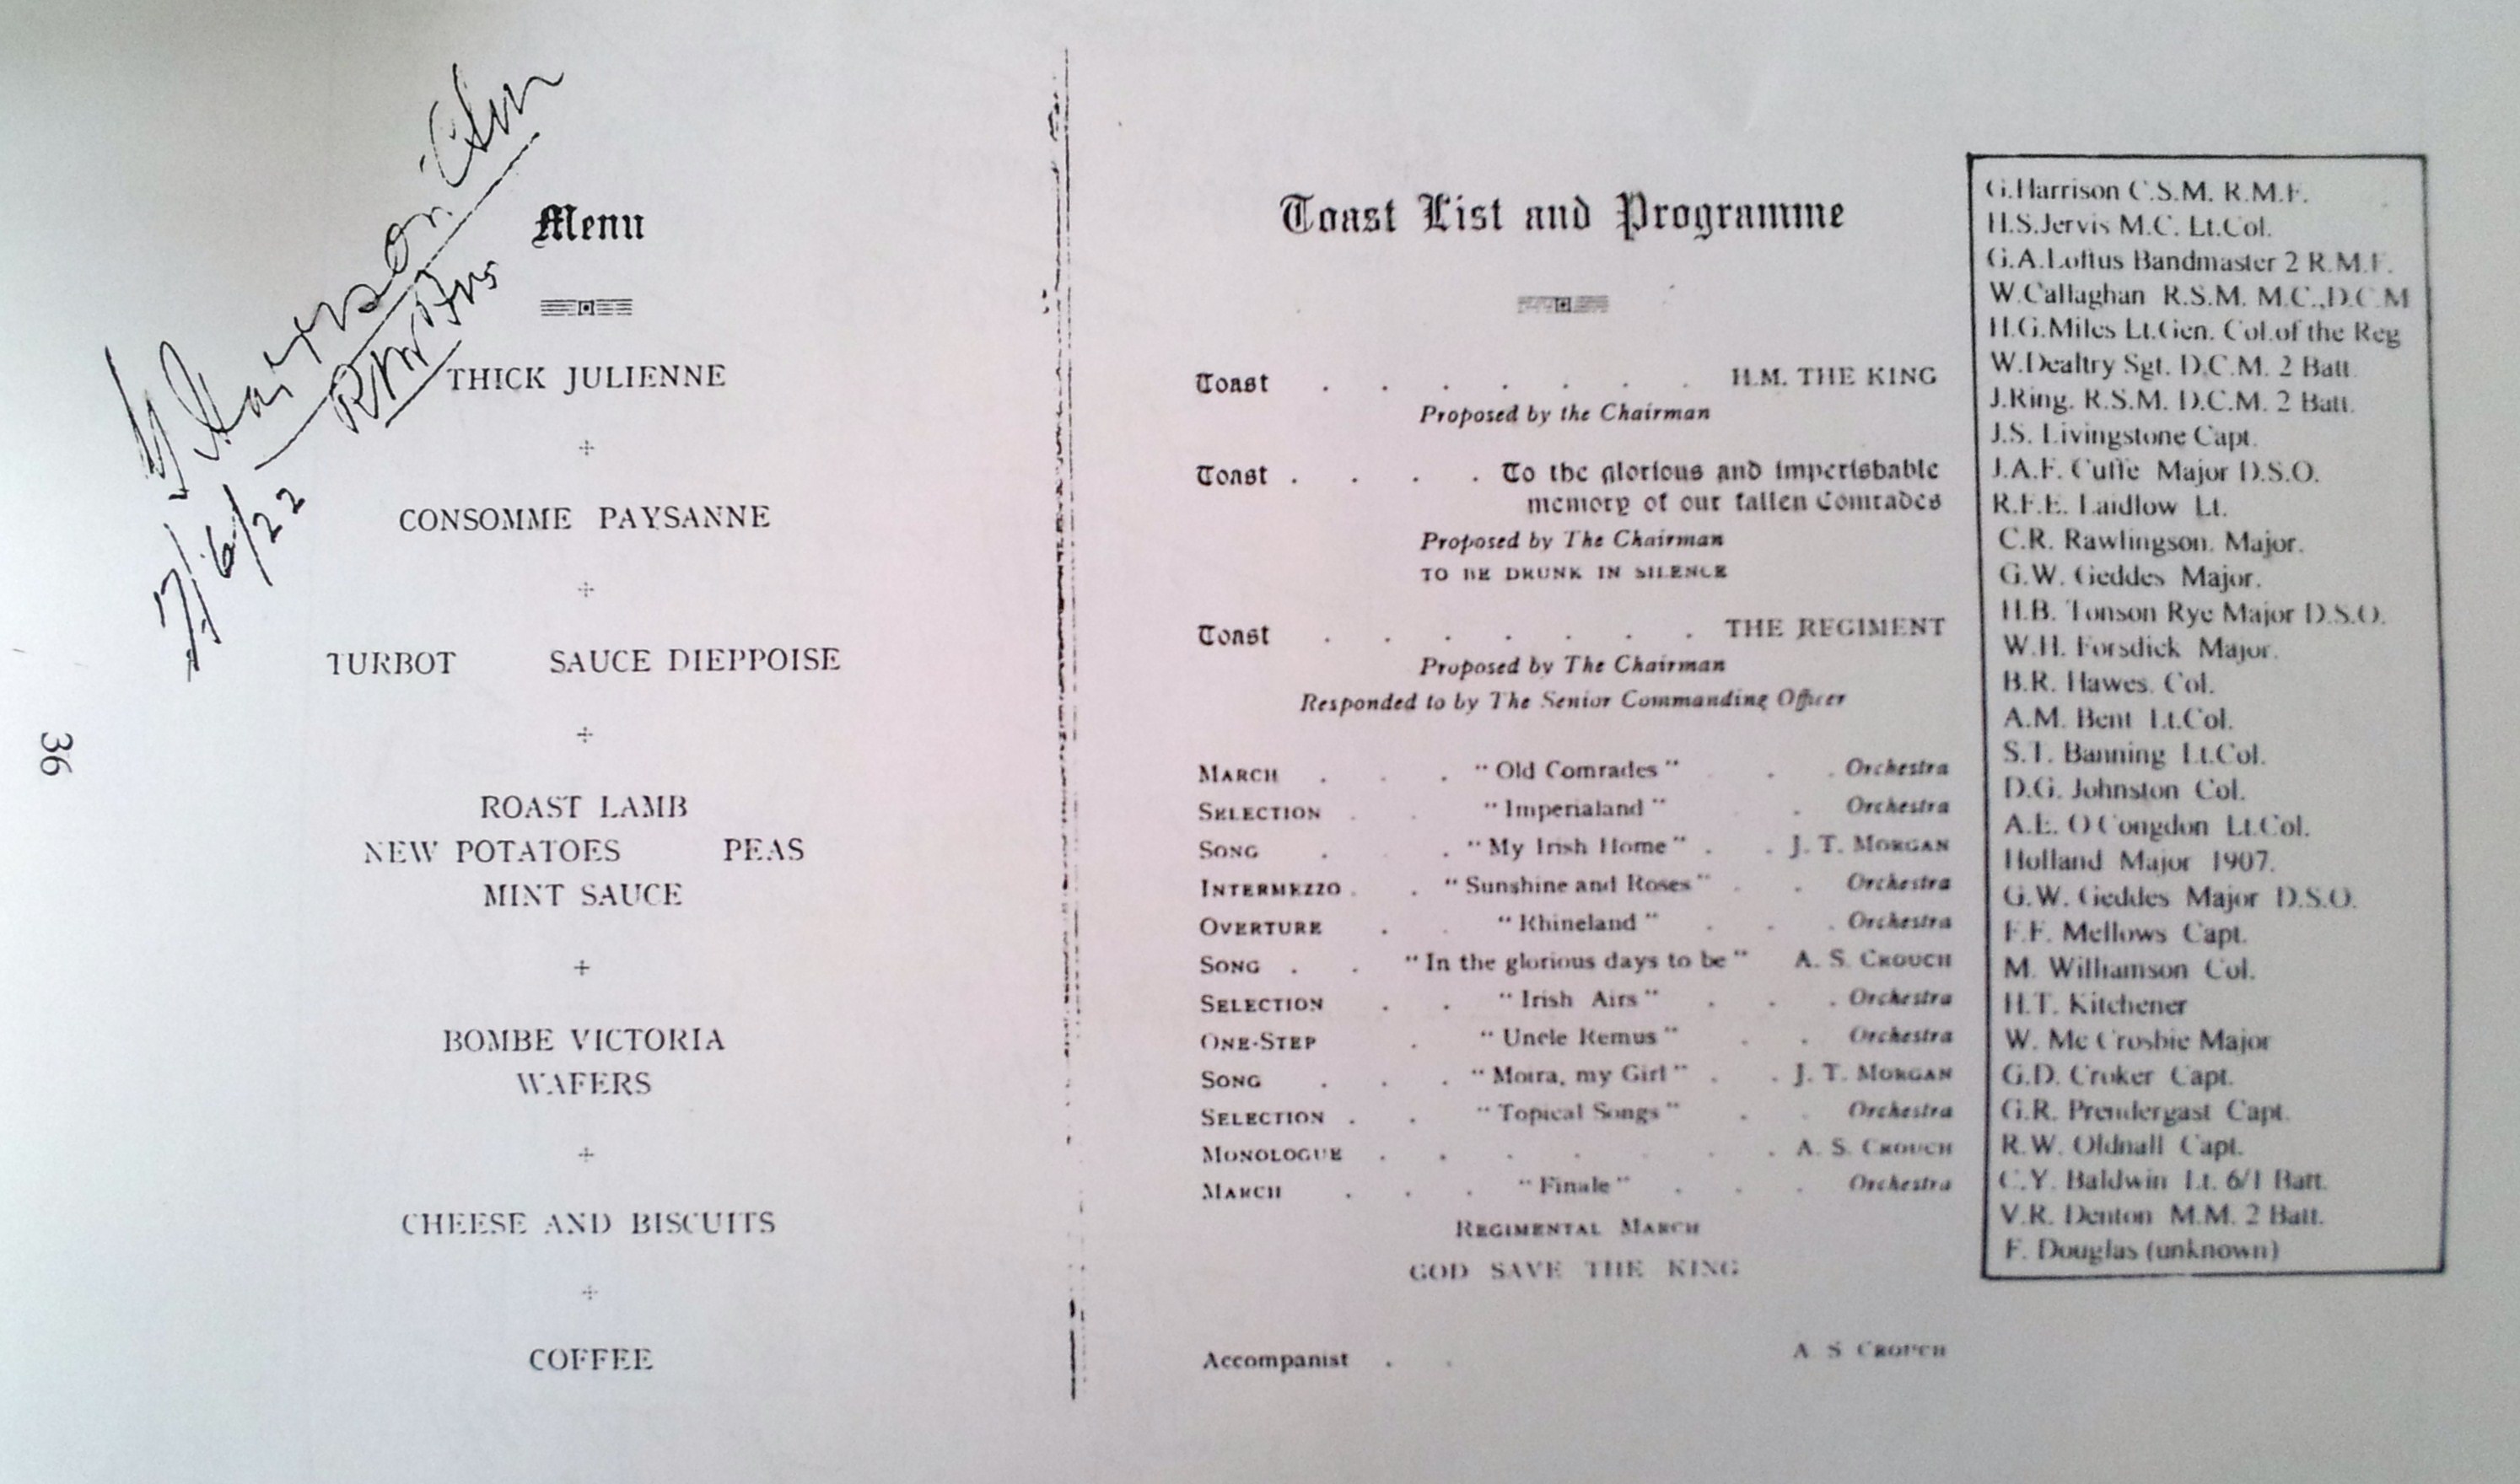 G Harrison CSM
RM Fus
7/6/22
36
Menu
THICK JULIENNE
CONSOMME PAYSANNE
TURBOT SAUCE DIEPPOISE
ROAST LAMB
NEW POTATOES PEAS
MINT SAUCE
BOMBE VICTORIA
WAFERS
CHEESE AND BISCUITS
COFFEE
Toast List and Programme
Toast . . . . . . . H.M. THE KING
Proposed by the Chairman
Toast . . . . To the glorious and imperishable
memory of our fallen Comrades
Proposed by The Chairman
TO BE DRUNK IN SILENCE
Toast . . . . . . . THE REGIMENT
Proposed by The Chairman
Responded to by The Senior Commanding Officer
MARCH . . . "Old Comrades" . . Orchestra
SELECTION . . "Imperialand" . Orchestra
SONG . . . "My Irish Home" . . J. T. MORGAN
INTERMEZZO . . "Sunshine and Roses" . . Orchestra
OVERTURE . . "Rhineland" . . . Orchestra
SONG . . "In the glorious days to be" A. S. CROUCH
SELECTION . . "Irish Airs" . . . Orchestra
ONE-STEP . "Uncle Remus" . . Orchestra
SONG . . . "Moira, my Girl" . . J. T. MORGAN
SELECTION . . "Topical Songs" . . Orchestra
MONOLOGUE . . . . . . A. S. CROUCH
MARCH . . . "Finale" . . . Orchestra
REGIMENTAL MARCH
GOD SAVE THE KING
Accompanist . . A. S. CROUCH
G.Harrison C.S.M. R.M.F.
H.S.Jervis M.C. Lt.Col.
G.A.Loftus Bandmaster 2 R.M.F.
W.Callaghan R.S.M. M.C.,D.C.M
H.G.Miles Lt.Gen. Col.of the Reg
W.Dealtry Sgt. D.C.M. 2 Batt.
J.Ring. R.S.M. D.C.M. 2 Batt.
J.S. Livingstone Capt.
J.A.F. Cuffe Major D.S.O.
R.F.E. Laidlow Lt.
C.R. Rawlingson. Major.
G.W. Geddes Major.
H.B. Tonson Rye Major D.S.O.
W.H. Forsdick Major.
B.R. Hawes. Col.
A.M. Bent Lt.Col.
S.T. Banning Lt.Col.
D.G. Johnston Col.
A.E. O'Congdon Lt.Col.
Holland Major 1907.
G.W. Geddes Major D.S.O.
F.F. Mellows Capt.
M. Williamson Col.
H.T. Kitchener
W. Mc Crosbie Major
G.D. Croker Capt.
G.R. Prendergast Capt.
R.W. Oldnall Capt.
C.Y. Baldwin Lt. 6/1 Batt.
V.R. Denton M.M. 2 Batt.
F. Douglas (unknown)